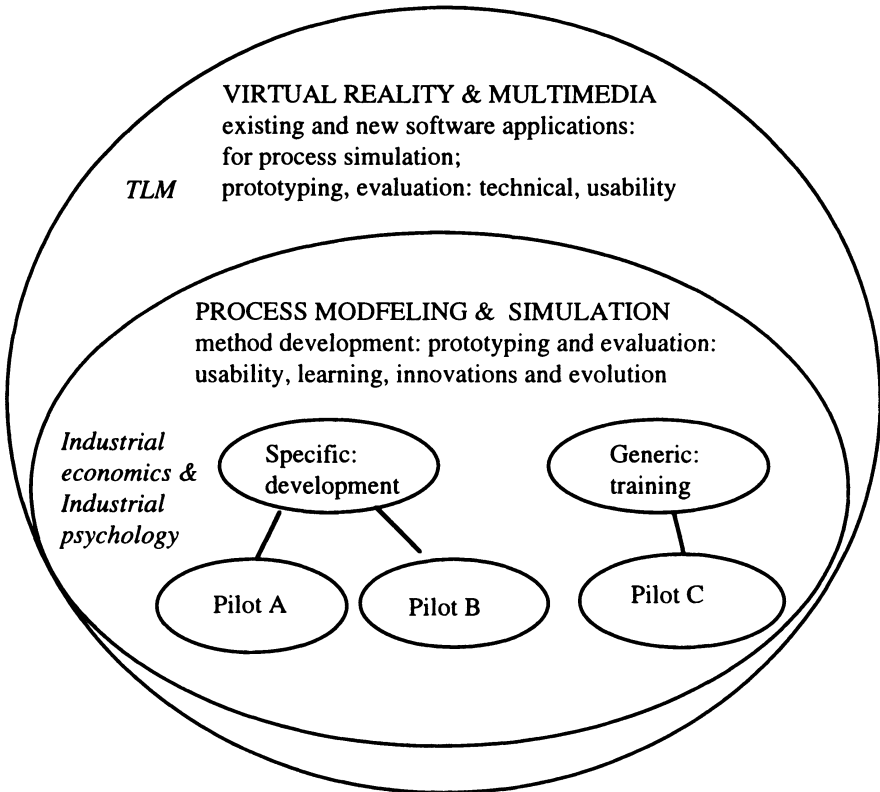 VIRTUAL REALITY & MULTIMEDIA
existing and new software applications:
for process simulation;
TLM prototyping, evaluation: technical, usability
PROCESS MODFELING & SIMULATION
method development: prototyping and evaluation:
usability, learning, innovations and evolution
Industrial
economics &
Industrial
psychology
Specific:
development
Generic:
training
Pilot A
Pilot B
Pilot C